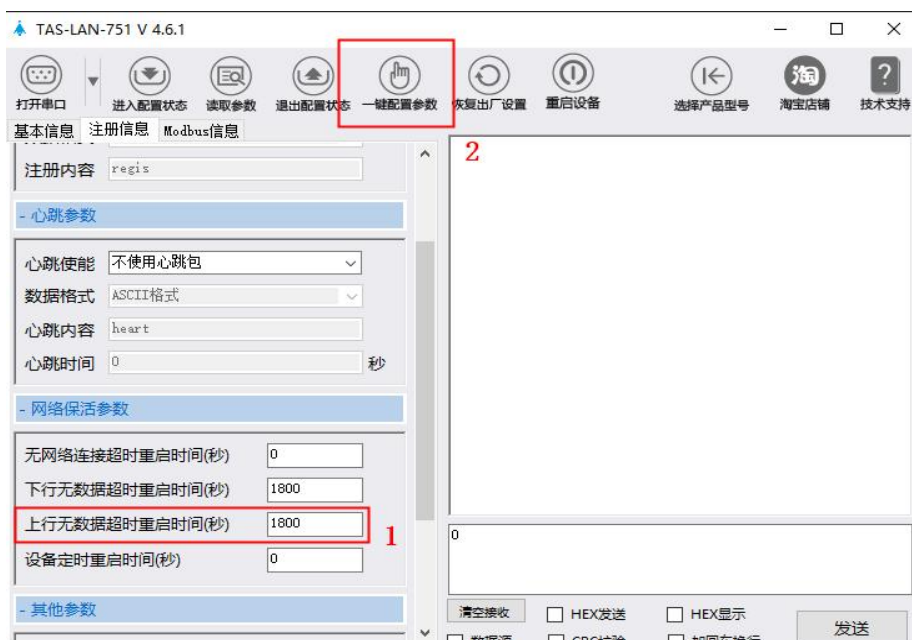 TAS-LAN-751 V 4.6.1
打开串口 进入配置状态 读取参数 退出配置状态 一键配置参数 恢复出厂设置 重启设备 选择产品型号 淘 淘宝店铺 ? 技术支持
基本信息 注册信息 Modbus信息
2
注册内容 regis
- 心跳参数
心跳使能 不使用心跳包
数据格式 ASCII格式
心跳内容 heart
心跳时间 0 秒
- 网络保活参数
无网络连接超时重启时间(秒) 0
下行无数据超时重启时间(秒) 1800
上行无数据超时重启时间(秒) 1800
1
设备定时重启时间(秒) 0
0
- 其他参数
清空接收 HEX发送 HEX显示
发送